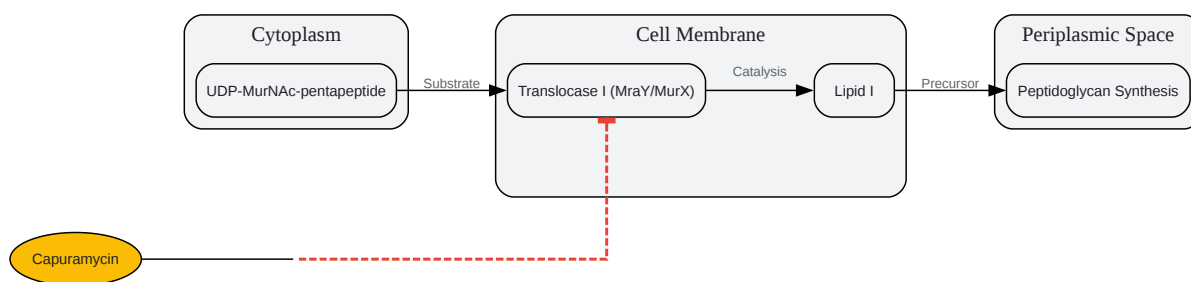 Cytoplasm
Cell Membrane
Periplasmic Space
UDP-MurNAc-pentapeptide
Substrate
Translocase I (MraY/MurX)
Catalysis
Lipid I
Precursor
Peptidoglycan Synthesis
Capuramycin